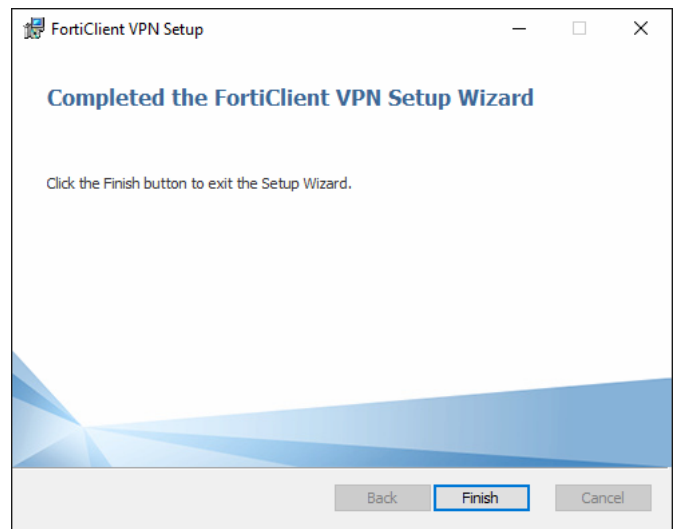 FortiClient VPN Setup
Completed the FortiClient VPN Setup Wizard
Click the Finish button to exit the Setup Wizard.
Back Finish Cancel